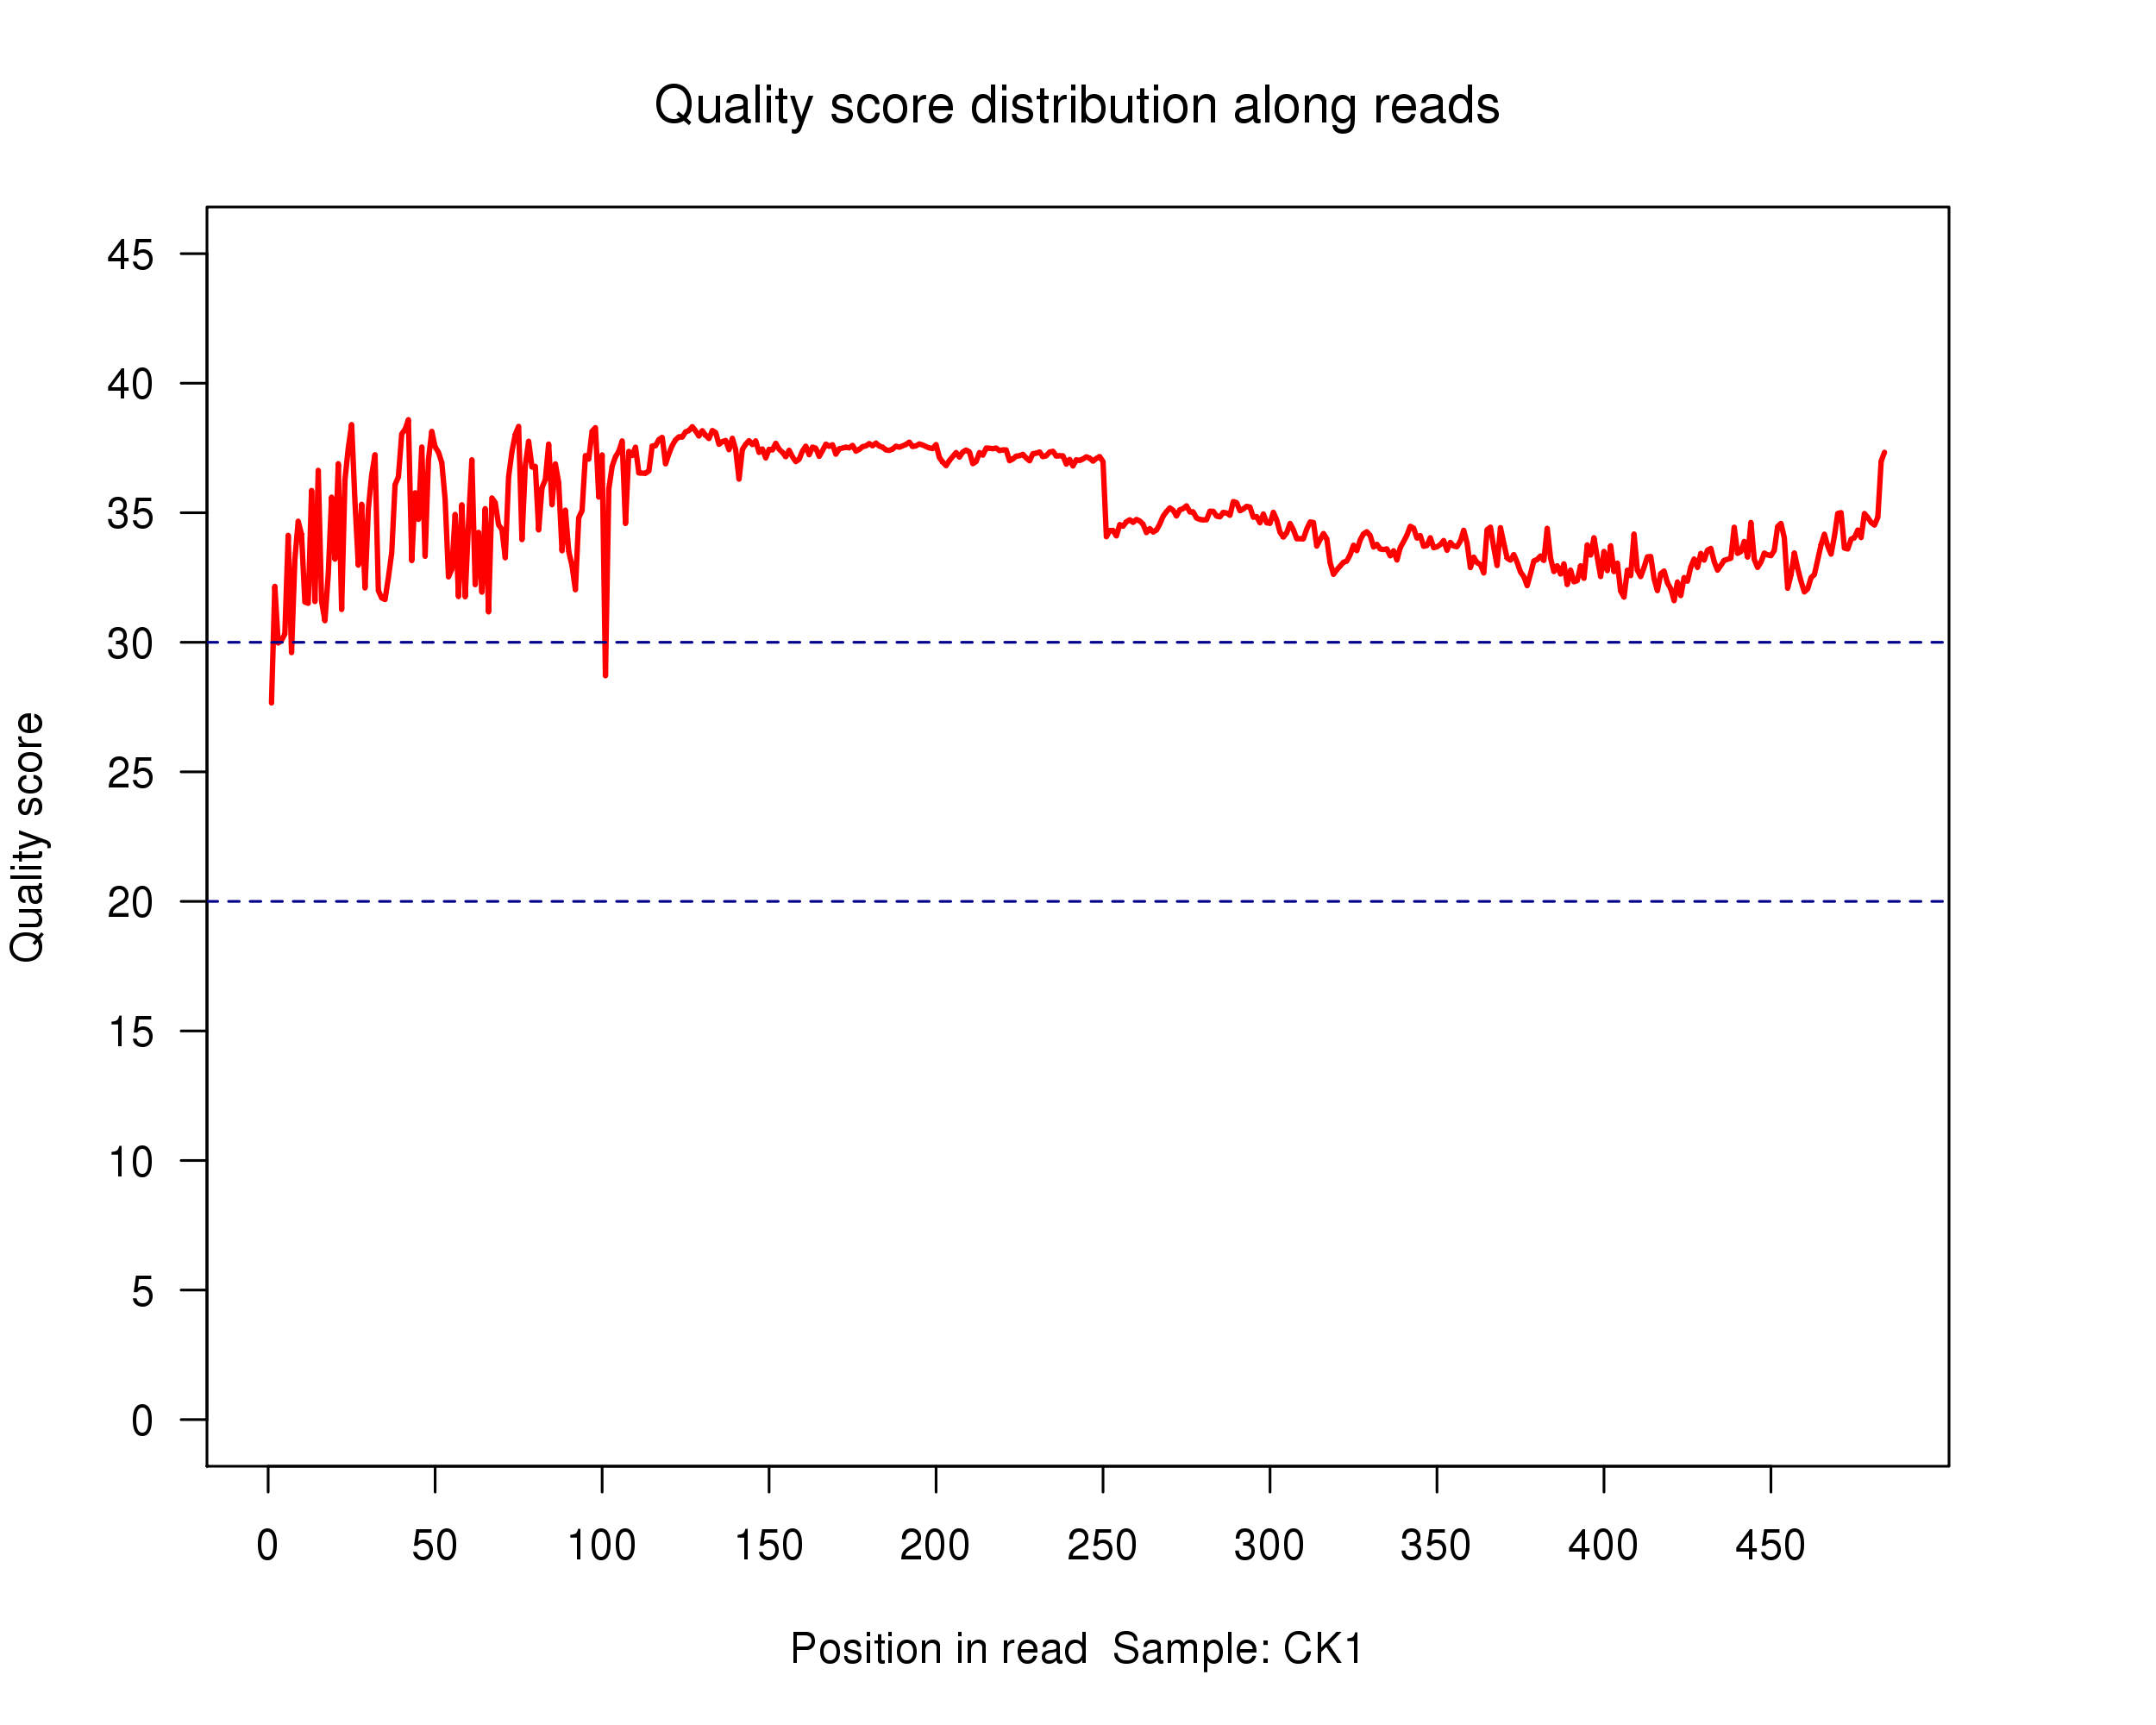 Quality score distribution along reads
45
40
35
30
25
20
15
10
5
0
Quality score
0 50 100 150 200 250 300 350 400 450
Position in read  Sample: CK1